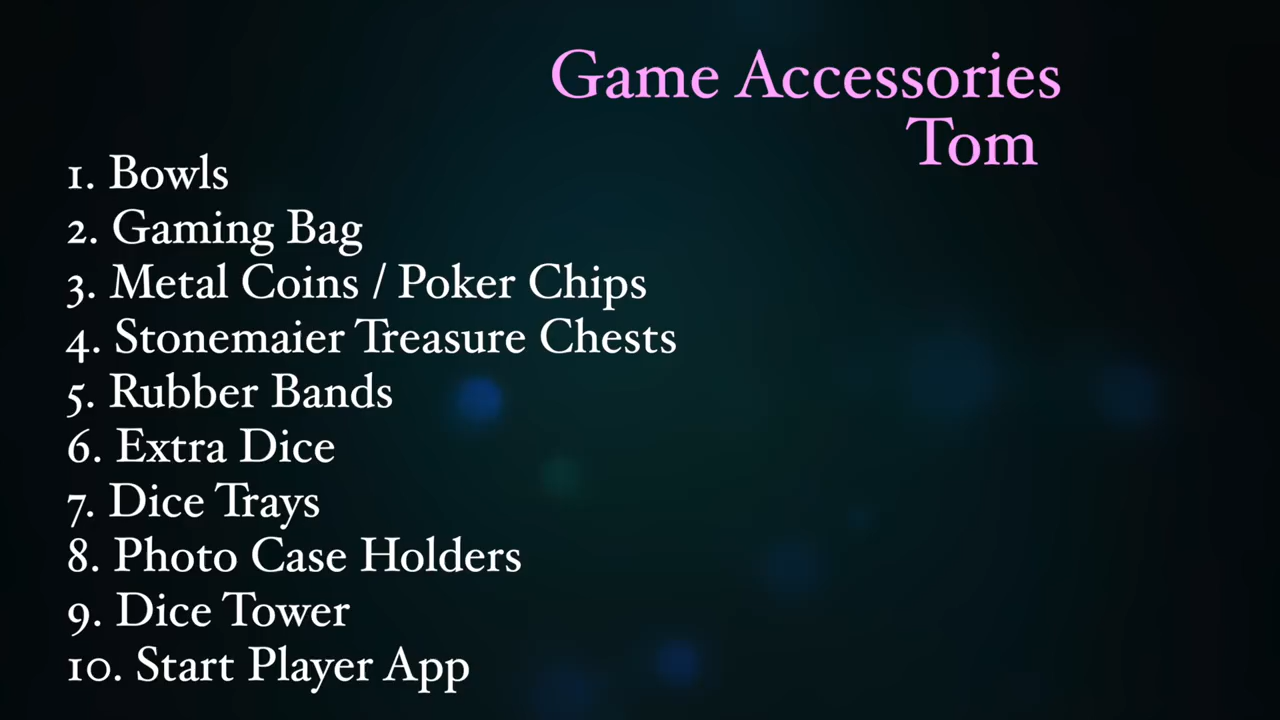 Game Accessories
Tom
1. Bowls
2. Gaming Bag
3. Metal Coins / Poker Chips
4. Stonemaier Treasure Chests
5. Rubber Bands
6. Extra Dice
7. Dice Trays
8. Photo Case Holders
9. Dice Tower
10. Start Player App